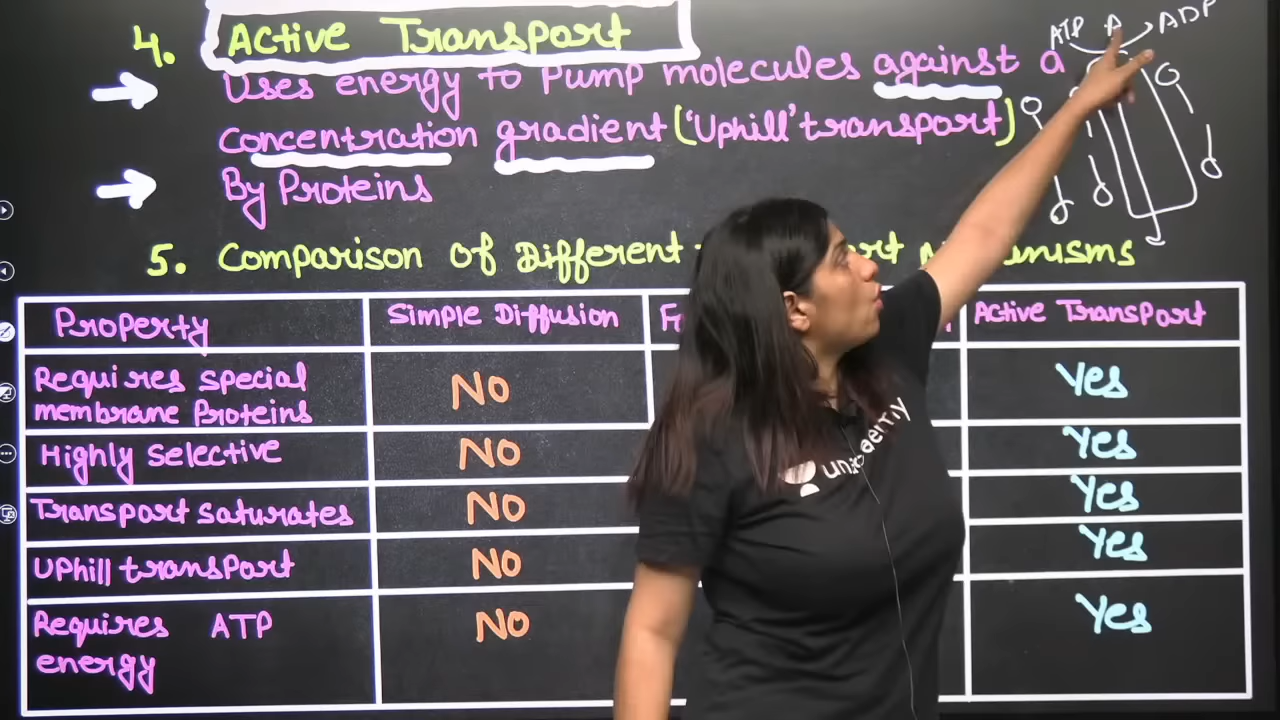 4. Active Transport
ATP A ADP
Uses energy to Pump molecules against a
concentration gradient ('Uphill' transport)
By Proteins
5. Comparison of Different
Property Simple Diffusion Active Transport
Requires special NO Yes
membrane Proteins
Highly selective NO Yes
Transport saturates NO Yes
UPhill transport NO Yes
Requires ATP NO Yes
energy